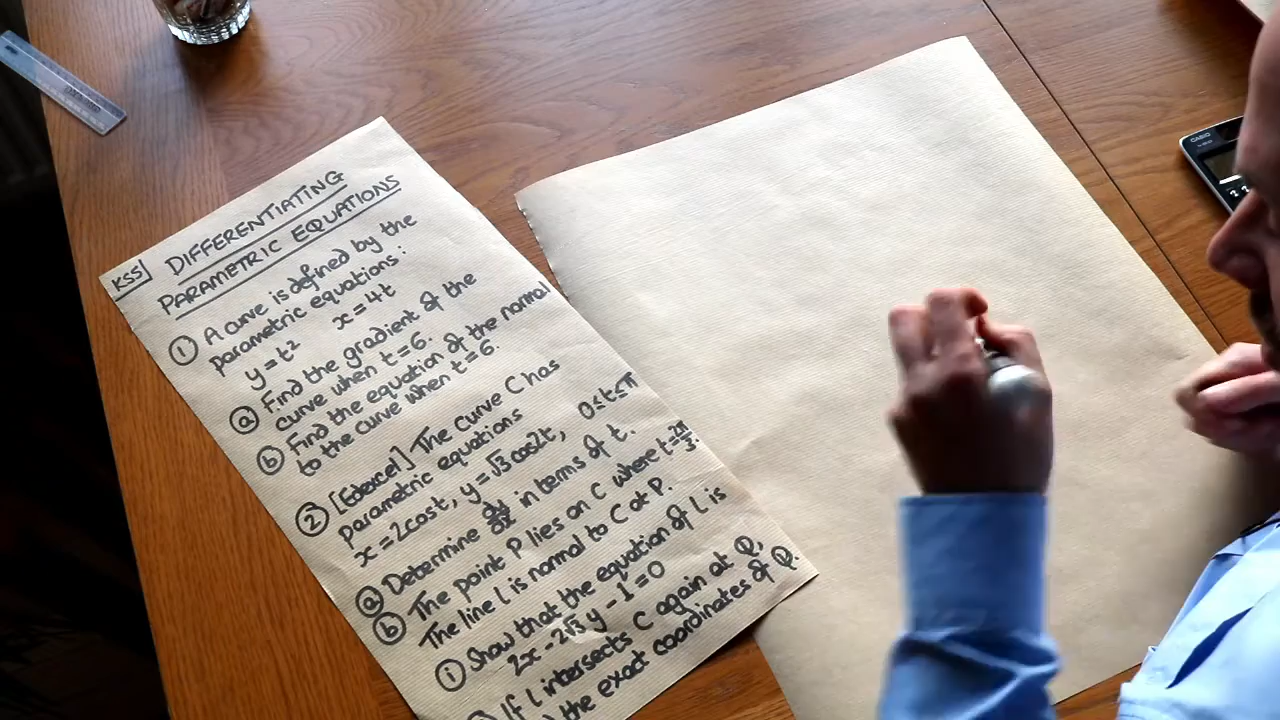 KS5
DIFFERENTIATING
PARAMETRIC EQUATIONS
① A curve is defined by the
parametric equations:
y = t² x = 4t
ⓐ Find the gradient of the
curve when t = 6.
ⓑ Find the equation of the normal
to the curve when t = 6.
② [Edexcel] The curve C has
parametric equations
x = 2cost, y = √3 cos2t, 0 ≤ t ≤ π
ⓐ Determine dy/dx in terms of t.
ⓑ The point P lies on C where t = 2π/3.
The line l is normal to C at P.
ⓘ Show that the equation of l is
2x - 2√3 y - 1 = 0
If l intersects C again at Q,
the exact coordinates of Q.
CASIO